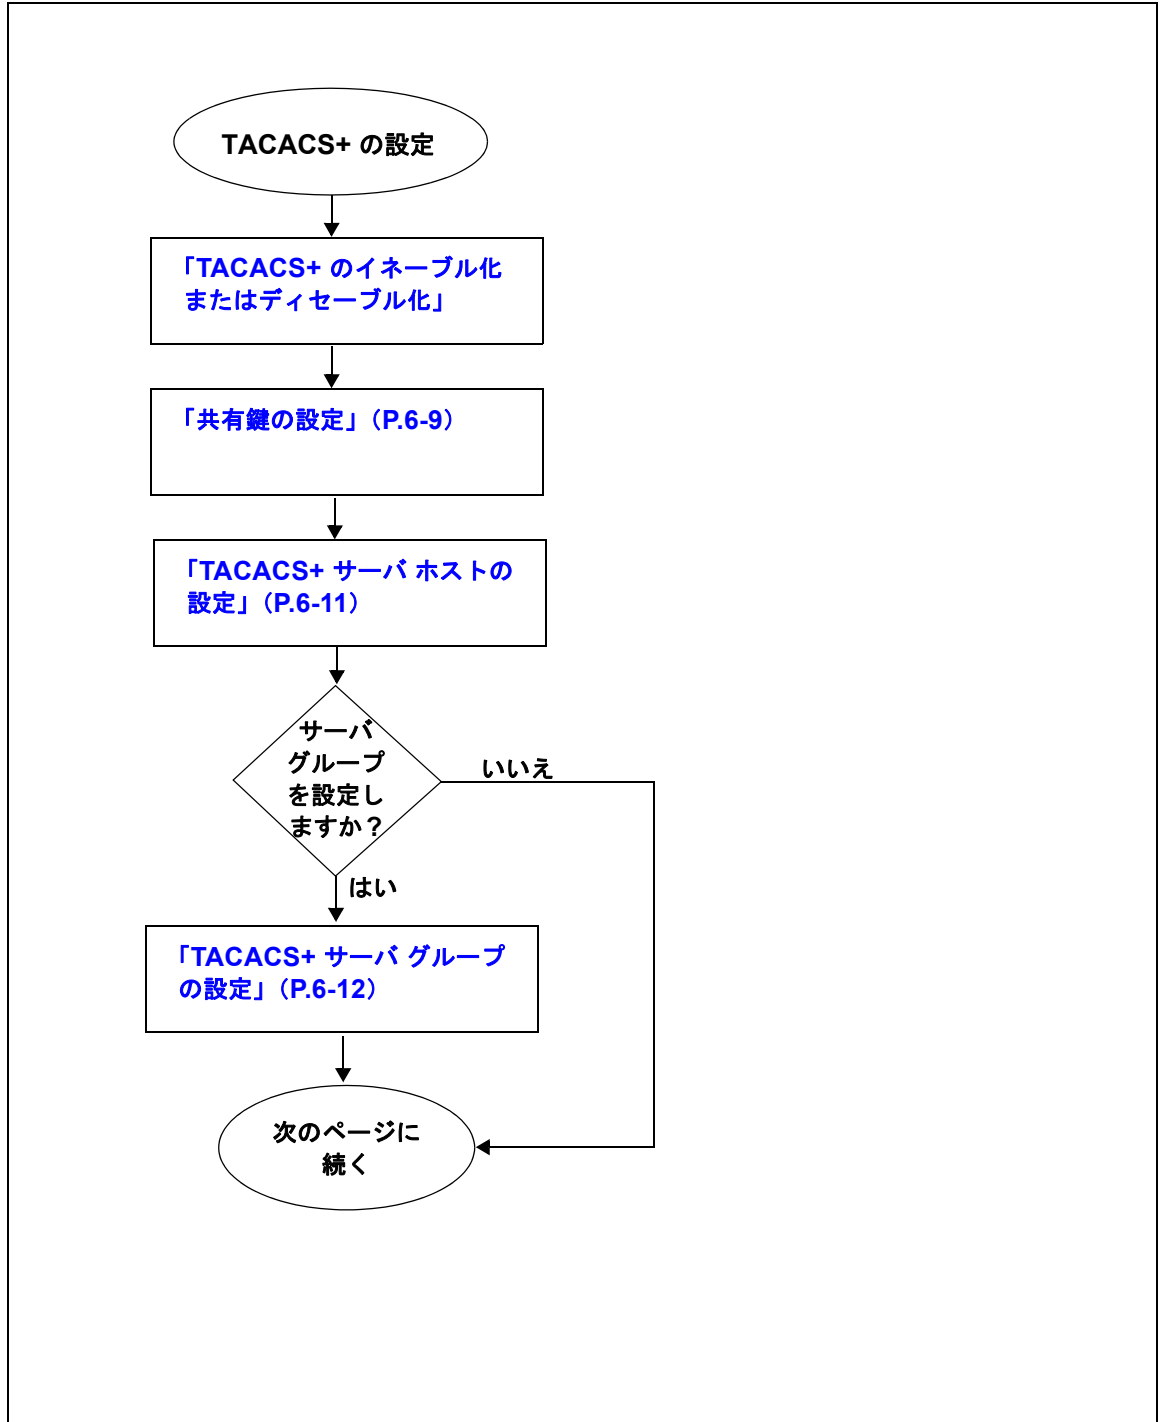 TACACS+ の設定
「TACACS+ のイネーブル化
またはディセーブル化」
「共有鍵の設定」（P.6-9）
「TACACS+ サーバ ホストの
設定」（P.6-11）
サーバ
グループ
を設定し
ますか？
いいえ
はい
「TACACS+ サーバ グループ
の設定」（P.6-12）
次のページに
続く